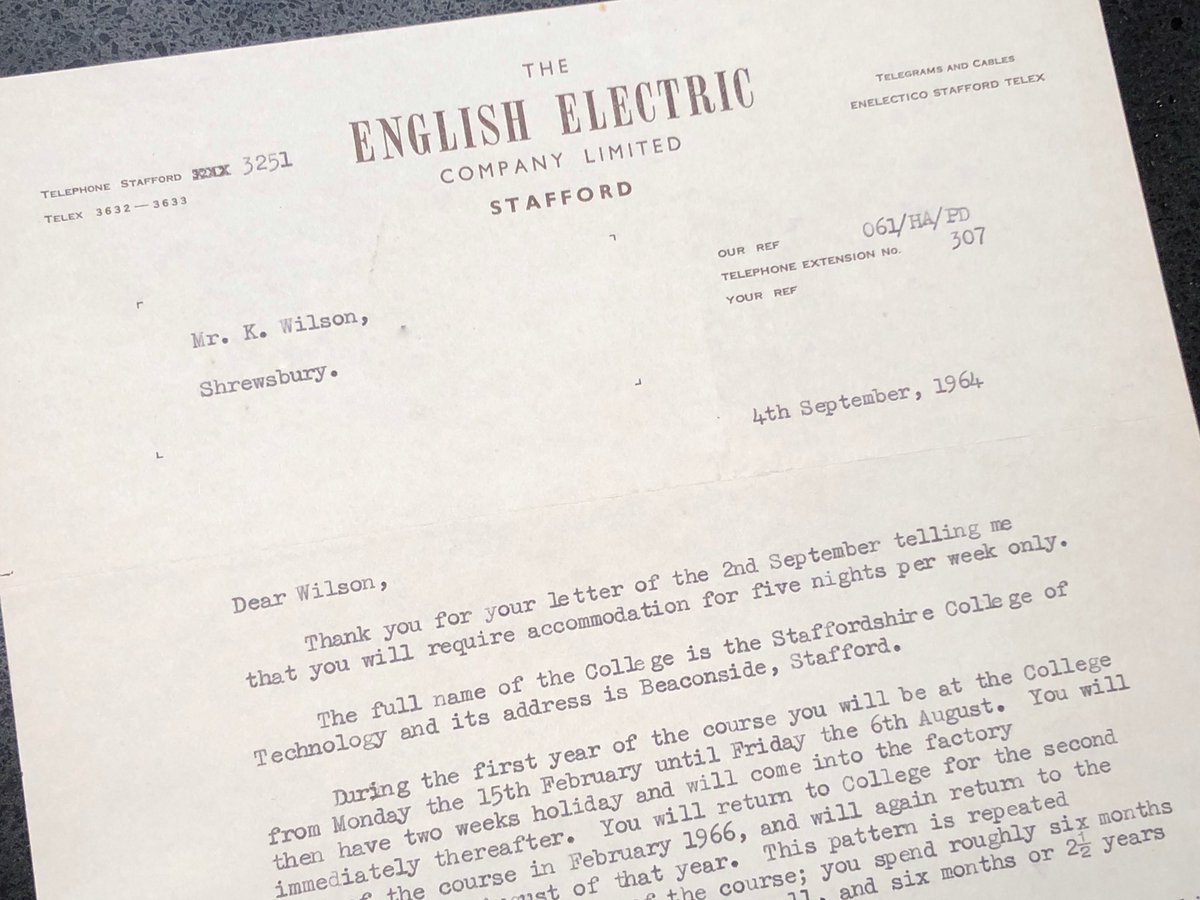 THE
ENGLISH ELECTRIC
COMPANY LIMITED
STAFFORD
TELEGRAMS AND CABLES
ENELECTICO STAFFORD TELEX
TELEPHONE STAFFORD 3251
TELEX 3632 — 3633
OUR REF 061/HA/PD
TELEPHONE EXTENSION No. 307
YOUR REF
Mr. K. Wilson,
Shrewsbury.
4th September, 1964
Dear Wilson,
Thank you for your letter of the 2nd September telling me
that you will require accommodation for five nights per week only.
The full name of the College is the Staffordshire College of
Technology and its address is Beaconside, Stafford.
During the first year of the course you will be at the College
from Monday the 15th February until Friday the 6th August. You will
then have two weeks holiday and will come into the factory
immediately thereafter. You will return to College for the second
of the course in February 1966, and will again return to the
of that year. This pattern is repeated
of the course; you spend roughly six months
and six months or 2½ years